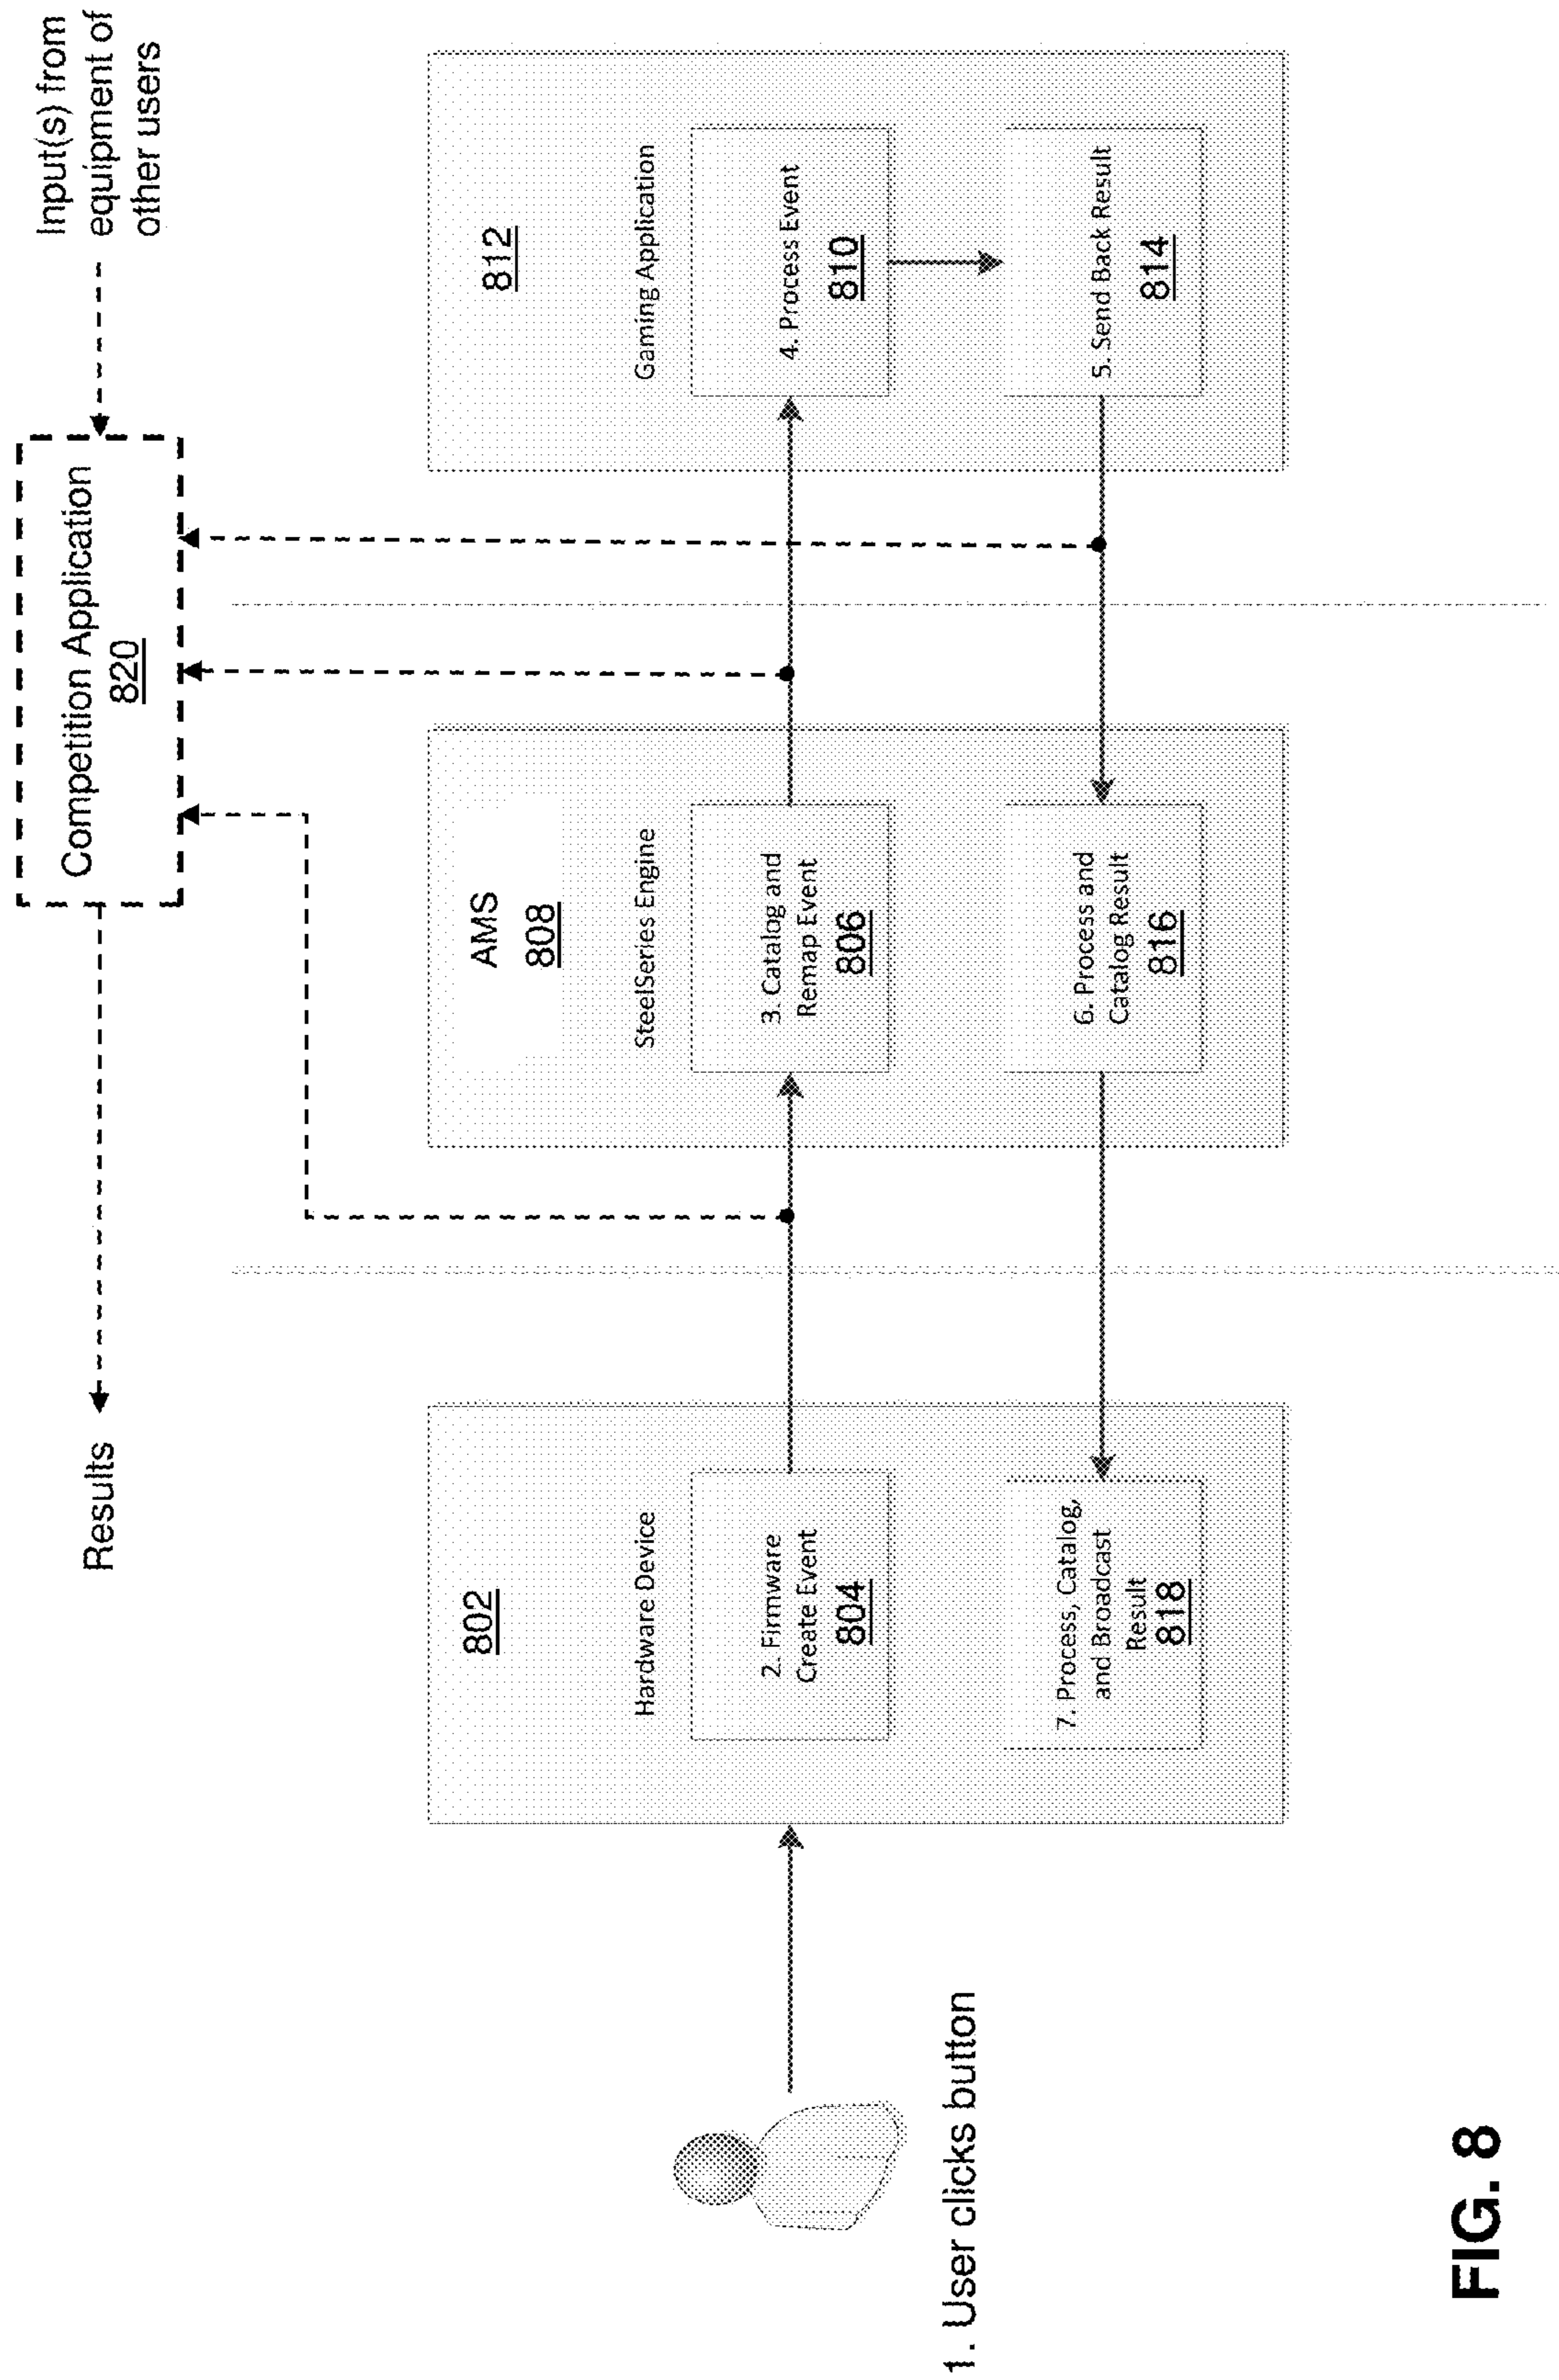 Input(s) from
equipment of
other users
Competition Application
820
Results
812
Gaming Application
4. Process Event
810
5. Send Back Result
814
AMS
808
SteelSeries Engine
3. Catalog and
Remap Event
806
6. Process and
Catalog Result
816
802
Hardware Device
2. Firmware
Create Event
804
7. Process, Catalog,
and Broadcast
Result
818
1. User clicks button
FIG. 8